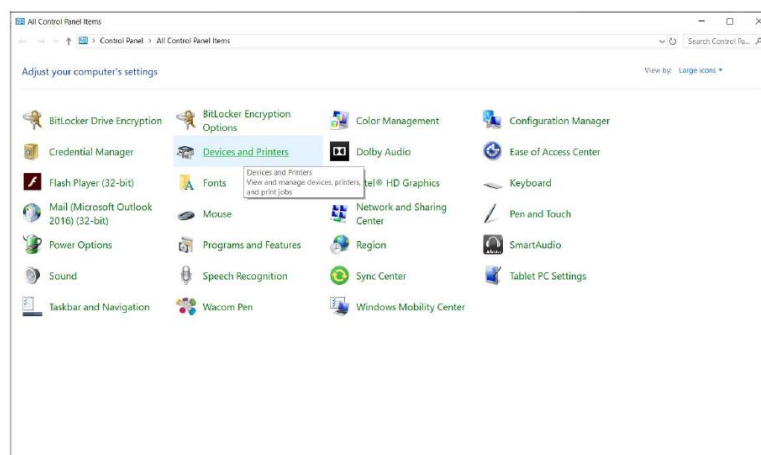 All Control Panel Items
Control Panel > All Control Panel Items
Search Control Pa...
Adjust your computer's settings
View by: Large icons
BitLocker Drive Encryption
BitLocker Encryption
Options
Color Management
Configuration Manager
Credential Manager
Devices and Printers
Dolby Audio
Ease of Access Center
Devices and Printers
View and manage devices, printers,
and print jobs
Flash Player (32-bit)
Fonts
tel® HD Graphics
Keyboard
Mail (Microsoft Outlook
2016) (32-bit)
Mouse
Network and Sharing
Center
Pen and Touch
Power Options
Programs and Features
Region
SmartAudio
Sound
Speech Recognition
Sync Center
Tablet PC Settings
Taskbar and Navigation
Wacom Pen
Windows Mobility Center